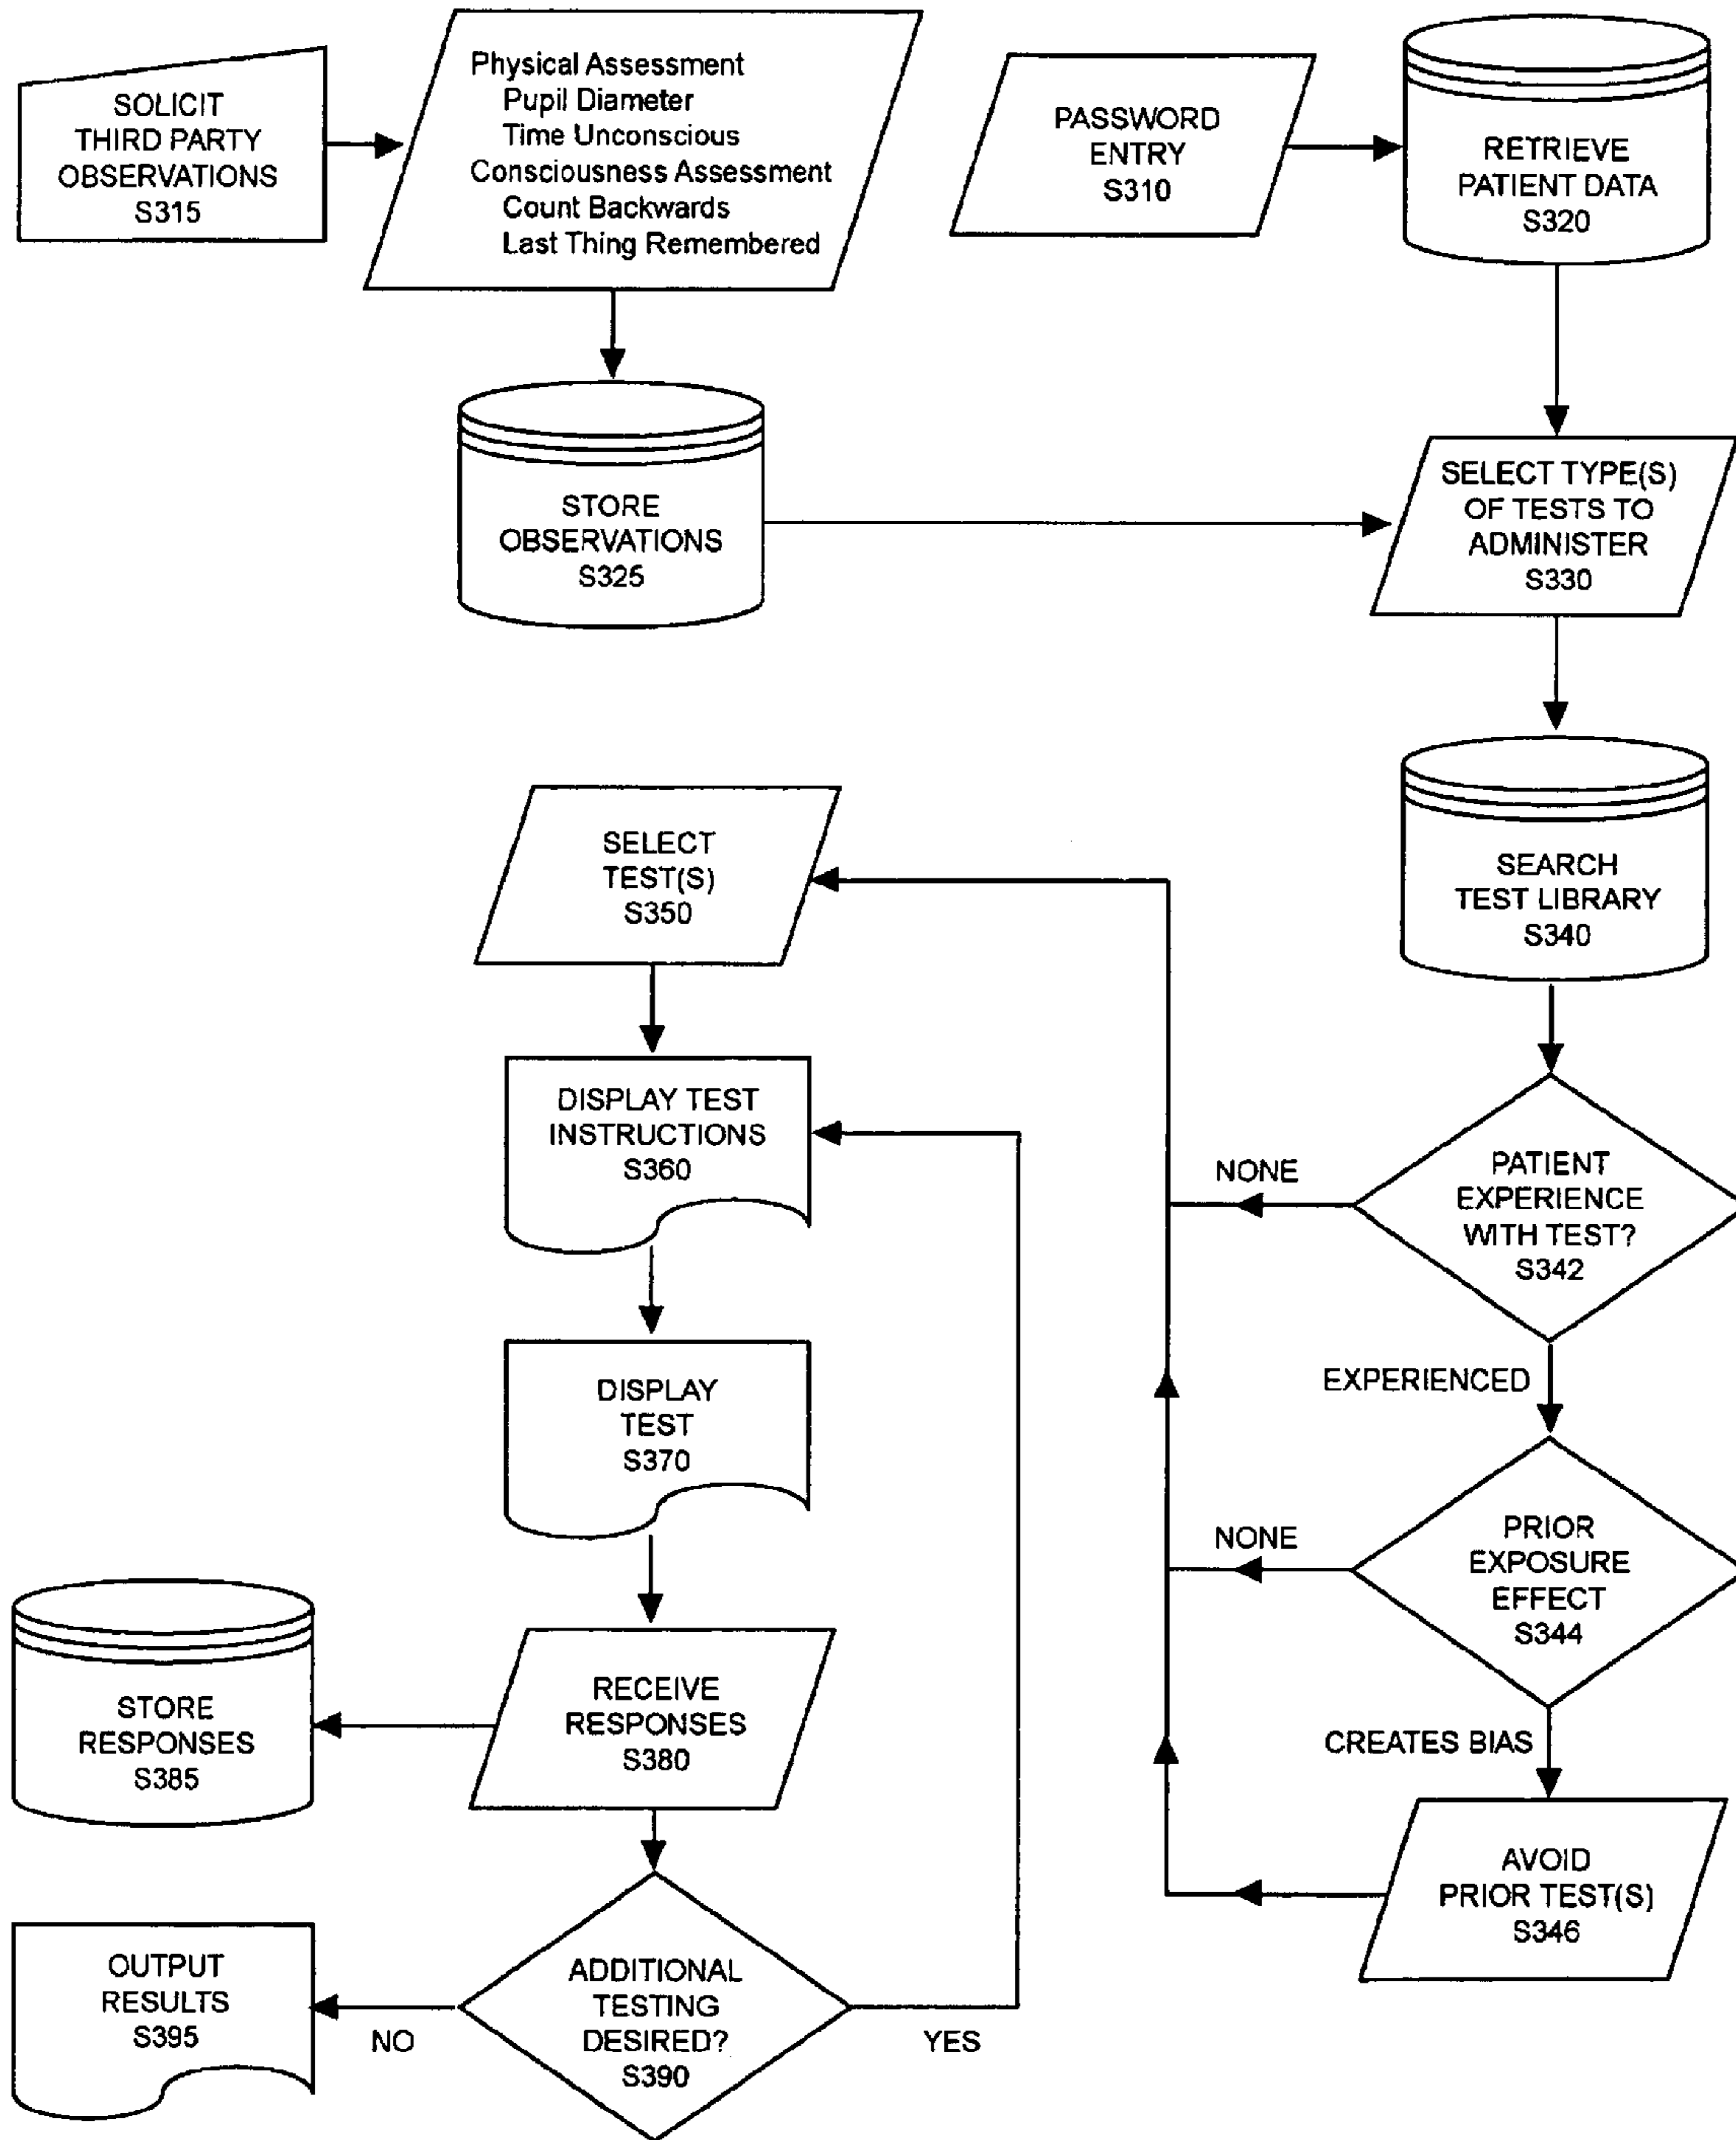 SOLICIT
THIRD PARTY
OBSERVATIONS
S315
Physical Assessment
Pupil Diameter
Time Unconscious
Consciousness Assessment
Count Backwards
Last Thing Remembered
PASSWORD
ENTRY
S310
RETRIEVE
PATIENT DATA
S320
STORE
OBSERVATIONS
S325
SELECT TYPE(S)
OF TESTS TO
ADMINISTER
S330
SEARCH
TEST LIBRARY
S340
SELECT
TEST(S)
S350
DISPLAY TEST
INSTRUCTIONS
S360
NONE
PATIENT
EXPERIENCE
WITH TEST?
S342
EXPERIENCED
DISPLAY
TEST
S370
NONE
PRIOR
EXPOSURE
EFFECT
S344
CREATES BIAS
STORE
RESPONSES
S385
RECEIVE
RESPONSES
S380
AVOID
PRIOR TEST(S)
S346
OUTPUT
RESULTS
S395
NO
ADDITIONAL
TESTING
DESIRED?
S390
YES